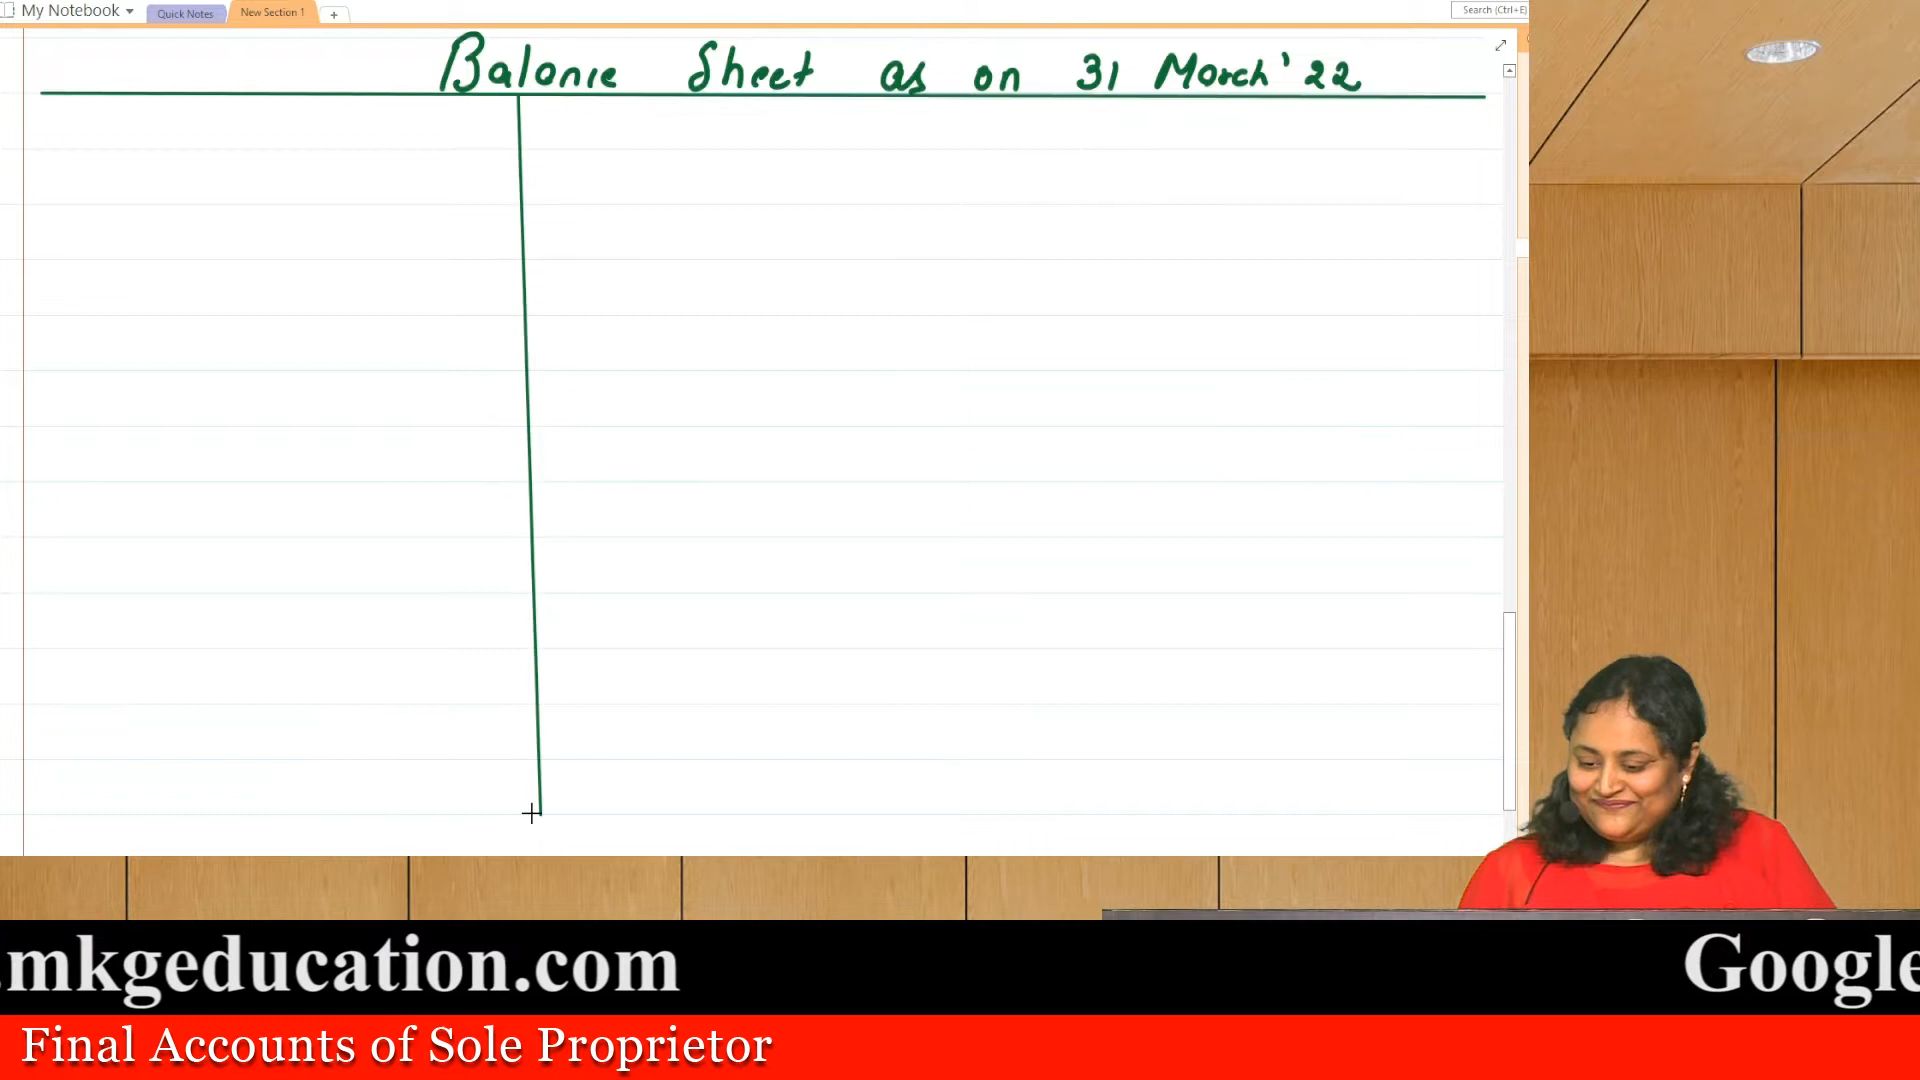 My Notebook
Quick Notes
New Section 1
+
Search (Ctrl+E)
Balance Sheet as on 31 March '22
.mkgeducation.com
Google
Final Accounts of Sole Proprietor